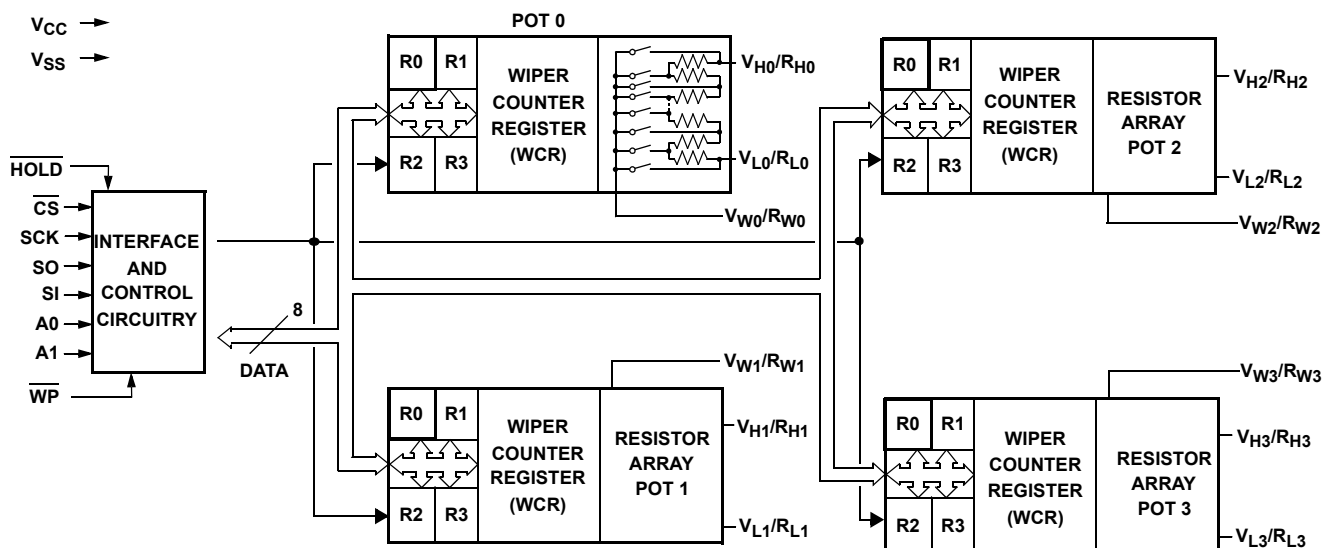 VCC
VSS
HOLD
CS
SCK
SO
SI
A0
A1
WP
INTERFACE
AND
CONTROL
CIRCUITRY
8
DATA
POT 0
R0 R1
R2 R3
WIPER
COUNTER
REGISTER
(WCR)
VH0/RH0
VL0/RL0
VW0/RW0
R0 R1
R2 R3
WIPER
COUNTER
REGISTER
(WCR)
RESISTOR
ARRAY
POT 2
VH2/RH2
VL2/RL2
VW2/RW2
R0 R1
R2 R3
WIPER
COUNTER
REGISTER
(WCR)
RESISTOR
ARRAY
POT 1
VW1/RW1
VH1/RH1
VL1/RL1
R0 R1
R2 R3
WIPER
COUNTER
REGISTER
(WCR)
RESISTOR
ARRAY
POT 3
VW3/RW3
VH3/RH3
VL3/RL3